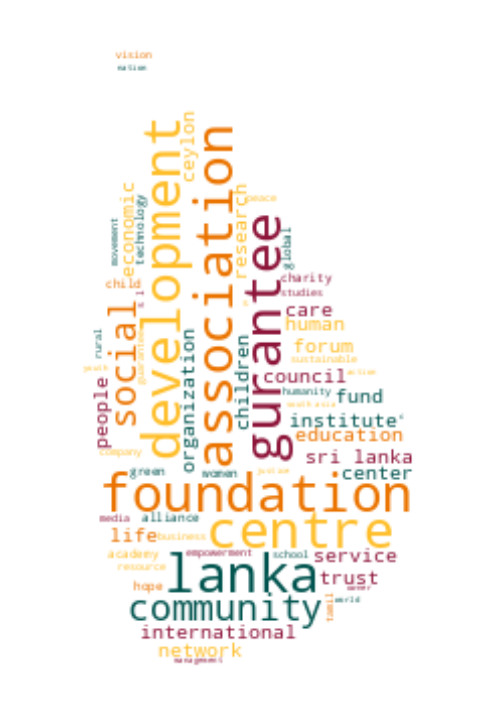 vision
nation
development
ceylon
association
economic
research
peace
technology
movement
gurantee
global
child
social
charity
studies
care
human
rural
organization
children
forum
sustainable
youth
people
council
action
humanity
fund
south asia
institute'
education
company
sri lanka
green
women
justice
center
foundation
media
alliance
centre
life
business
academy
empowerment
school
service
resource
lanka
hope
trust
community
world
tamil
international
network
management